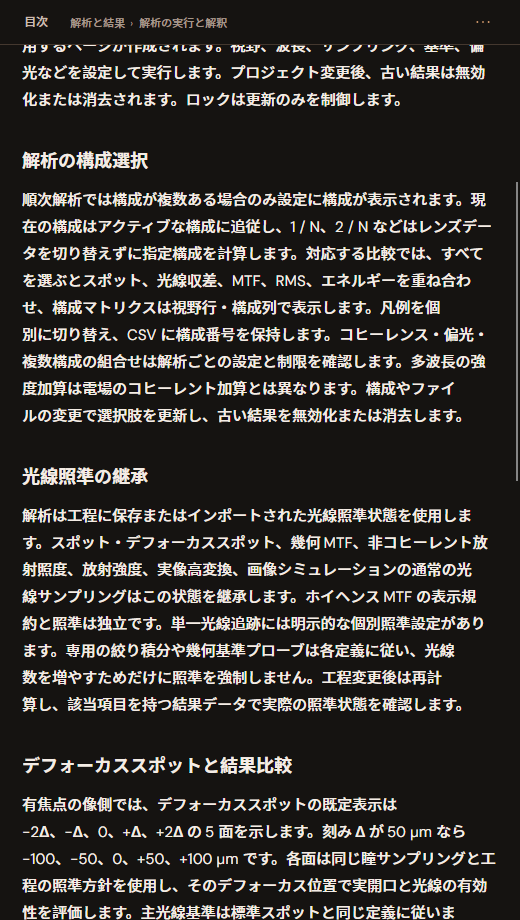 目次 解析と結果 › 解析の実行と解釈 ···
用するページが作成されます。視野、波長、サンプリング、基準、偏
光などを設定して実行します。プロジェクト変更後、古い結果は無効
化または消去されます。ロックは更新のみを制御します。
解析の構成選択
順次解析では構成が複数ある場合のみ設定に構成が表示されます。現
在の構成はアクティブな構成に追従し、1 / N、2 / N などはレンズデー
タを切り替えずに指定構成を計算します。対応する比較では、すべて
を選ぶとスポット、光線収差、MTF、RMS、エネルギーを重ね合わ
せ、構成マトリクスは視野行・構成列で表示します。凡例を個
別に切り替え、CSV に構成番号を保持します。コヒーレンス・偏光・
複数構成の組合せは解析ごとの設定と制限を確認します。多波長の強
度加算は電場のコヒーレント加算とは異なります。構成やファイ
ルの変更で選択肢を更新し、古い結果を無効化または消去します。
光線照準の継承
解析は工程に保存またはインポートされた光線照準状態を使用しま
す。スポット・デフォーカススポット、幾何 MTF、非コヒーレント放
射照度、放射強度、実像高変換、画像シミュレーションの通常の光
線サンプリングはこの状態を継承します。ホイヘンス MTF の表示規
約と照準は独立です。単一光線追跡には明示的な個別照準設定があり
ます。専用の絞り積分や幾何基準プローブは各定義に従い、光線
数を増やすためだけに照準を強制しません。工程変更後は再計
算し、該当項目を持つ結果データで実際の照準状態を確認します。
デフォーカススポットと結果比較
有焦点の像側では、デフォーカススポットの既定表示は
−2Δ、−Δ、0、+Δ、+2Δ の 5 面を示します。刻み Δ が 50 μm なら
−100、−50、0、+50、+100 μm です。各面は同じ瞳サンプリングと工
程の照準方針を使用し、そのデフォーカス位置で実開口と光線の有効
性を評価します。主光線基準は標準スポットと同じ定義に従いま